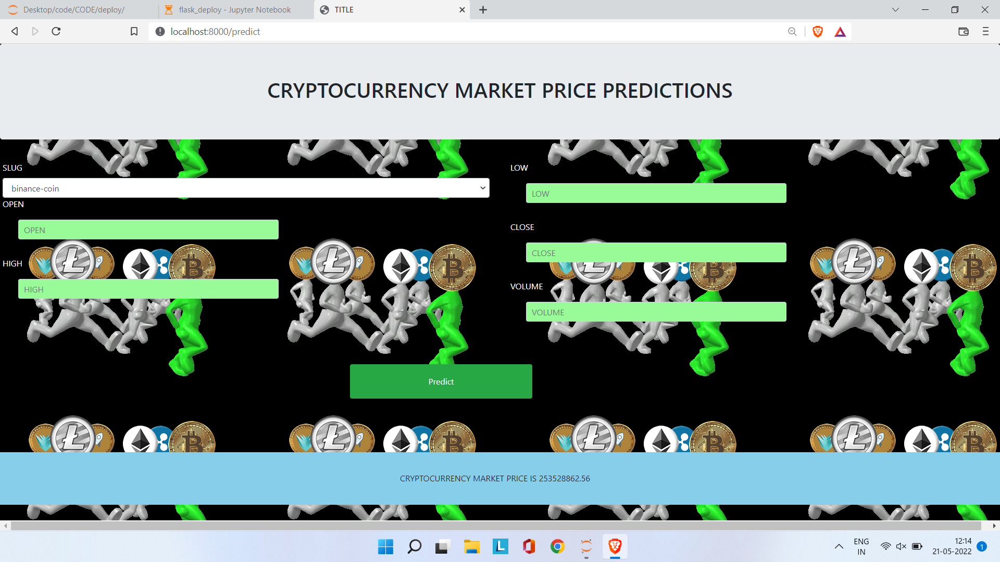 Desktop/code/CODE/deploy/
flask_deploy - Jupyter Notebook
TITLE
localhost:8000/predict
CRYPTOCURRENCY MARKET PRICE PREDICTIONS
SLUG
binance-coin
OPEN
OPEN
HIGH
HIGH
LOW
LOW
CLOSE
CLOSE
VOLUME
VOLUME
Predict
CRYPTOCURRENCY MARKET PRICE IS 253528862.56
L
ENG
IN
12:14
21-05-2022
1